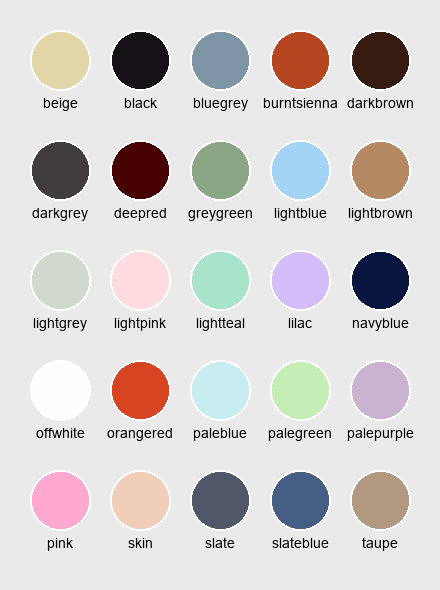 beige black bluegrey burntsienna darkbrown
darkgrey deepred greygreen lightblue lightbrown
lightgrey lightpink lightteal lilac navyblue
offwhite orangered paleblue palegreen palepurple
pink skin slate slateblue taupe